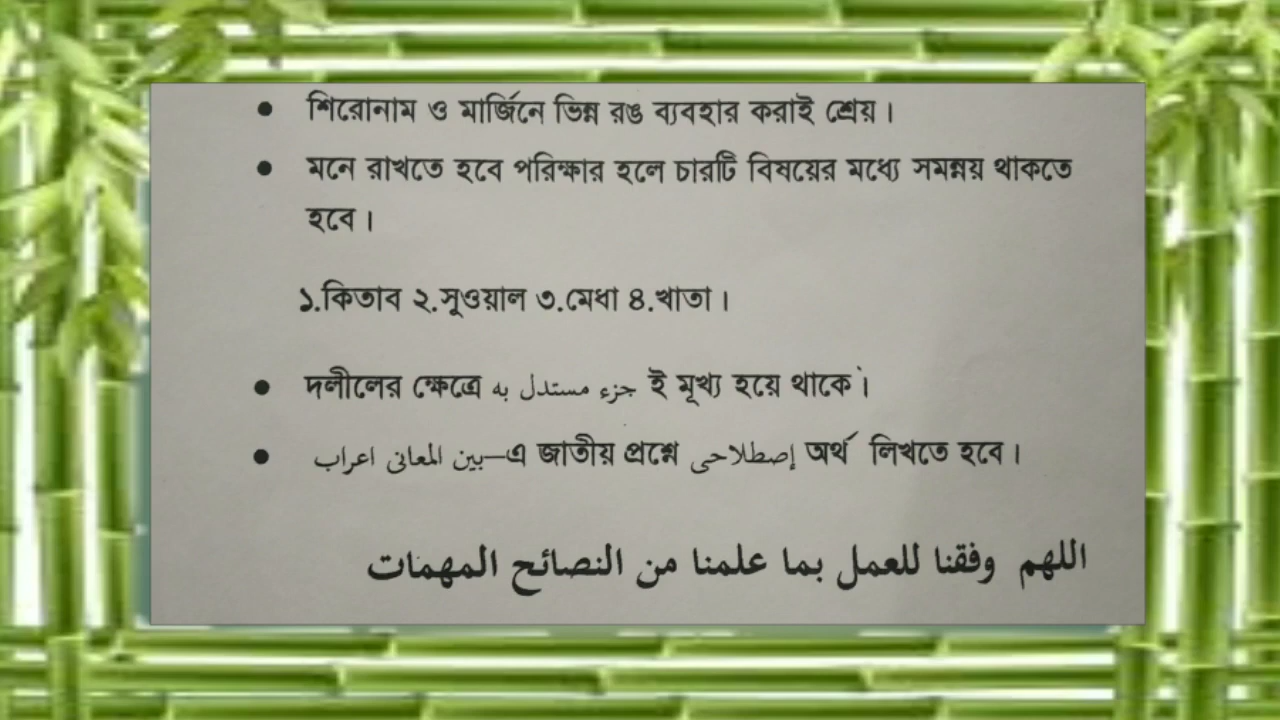 • শিরোনাম ও মার্জিনে ভিন্ন রঙ ব্যবহার করাই শ্রেয়।
• মনে রাখতে হবে পরিক্ষার হলে চারটি বিষয়ের মধ্যে সমন্নয় থাকতে
হবে।
১.কিতাব ২.সূওয়াল ৩.মেধা ৪.খাতা।
• দলীলের ক্ষেত্রে جزء مستدل به ই মূখ্য হয়ে থাকে।
• بين المعانى اعراب—এ জাতীয় প্রশ্নে إصطلاحى অর্থ লিখতে হবে।
اللهم وفقنا للعمل بما علمنا من النصائح المهمات